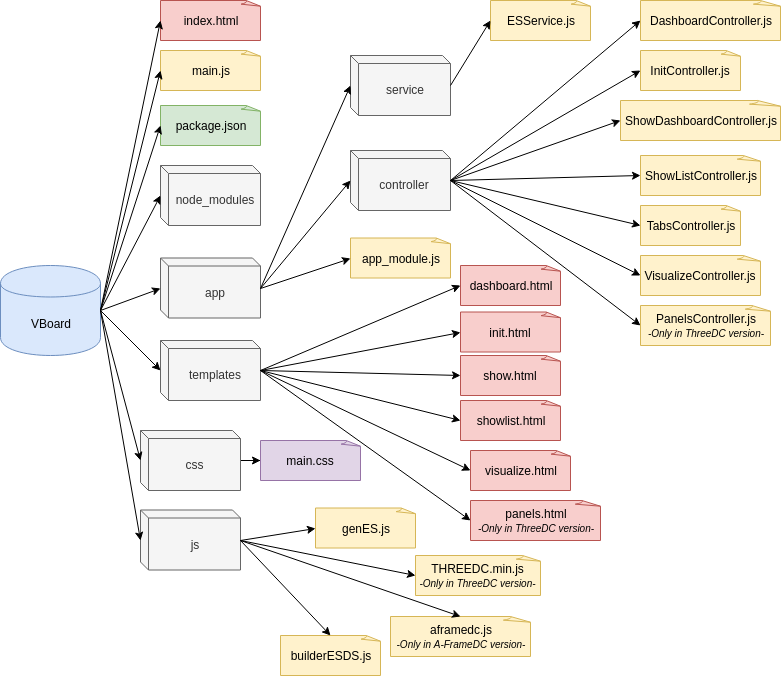 index.html
main.js
package.json
node_modules
VBoard
app
templates
css
main.css
js
service
controller
app_module.js
ESService.js
DashboardController.js
InitController.js
ShowDashboardController.js
ShowListController.js
TabsController.js
VisualizeController.js
PanelsController.js
-Only in ThreeDC version-
dashboard.html
init.html
show.html
showlist.html
visualize.html
panels.html
-Only in ThreeDC version-
genES.js
THREEDC.min.js
-Only in ThreeDC version-
aframedc.js
-Only in A-FrameDC version-
builderESDS.js